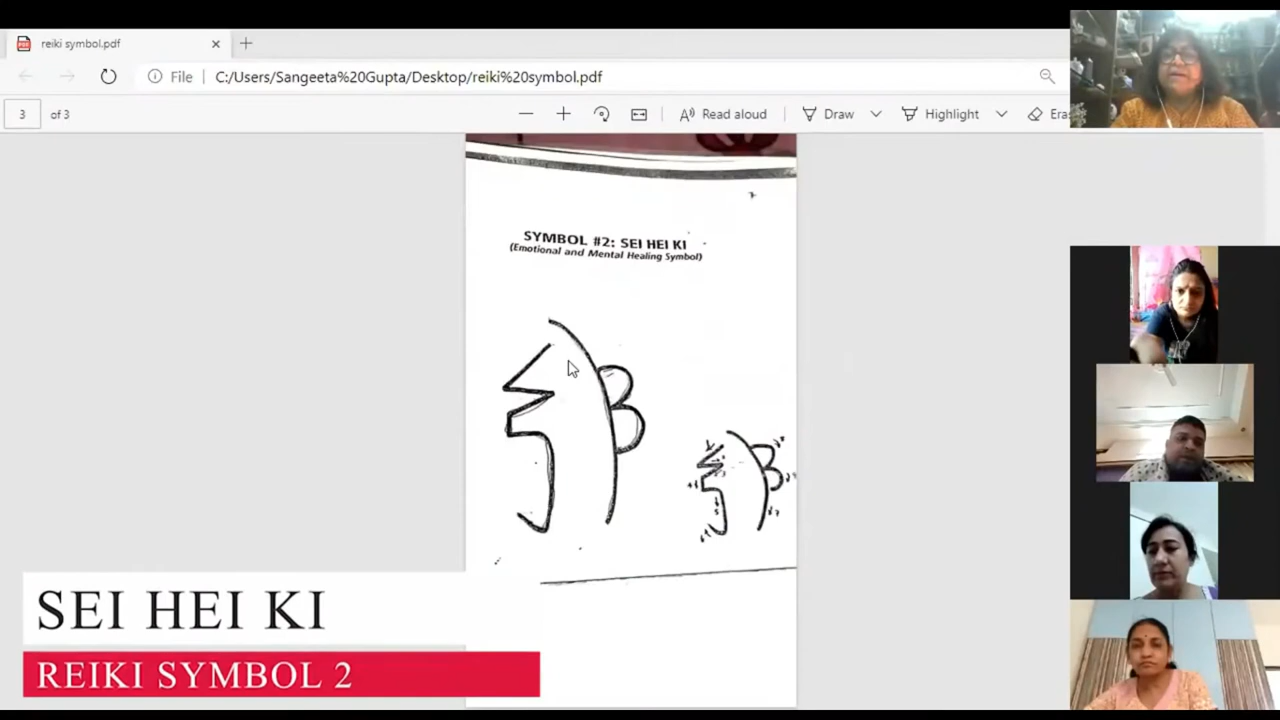 reiki symbol.pdf
File
C:/Users/Sangeeta%20Gupta/Desktop/reiki%20symbol.pdf
3 of 3
Read aloud
Draw
Highlight
SYMBOL #2: SEI HEI KI
(Emotional and Mental Healing Symbol)
SEI HEI KI
REIKI SYMBOL 2